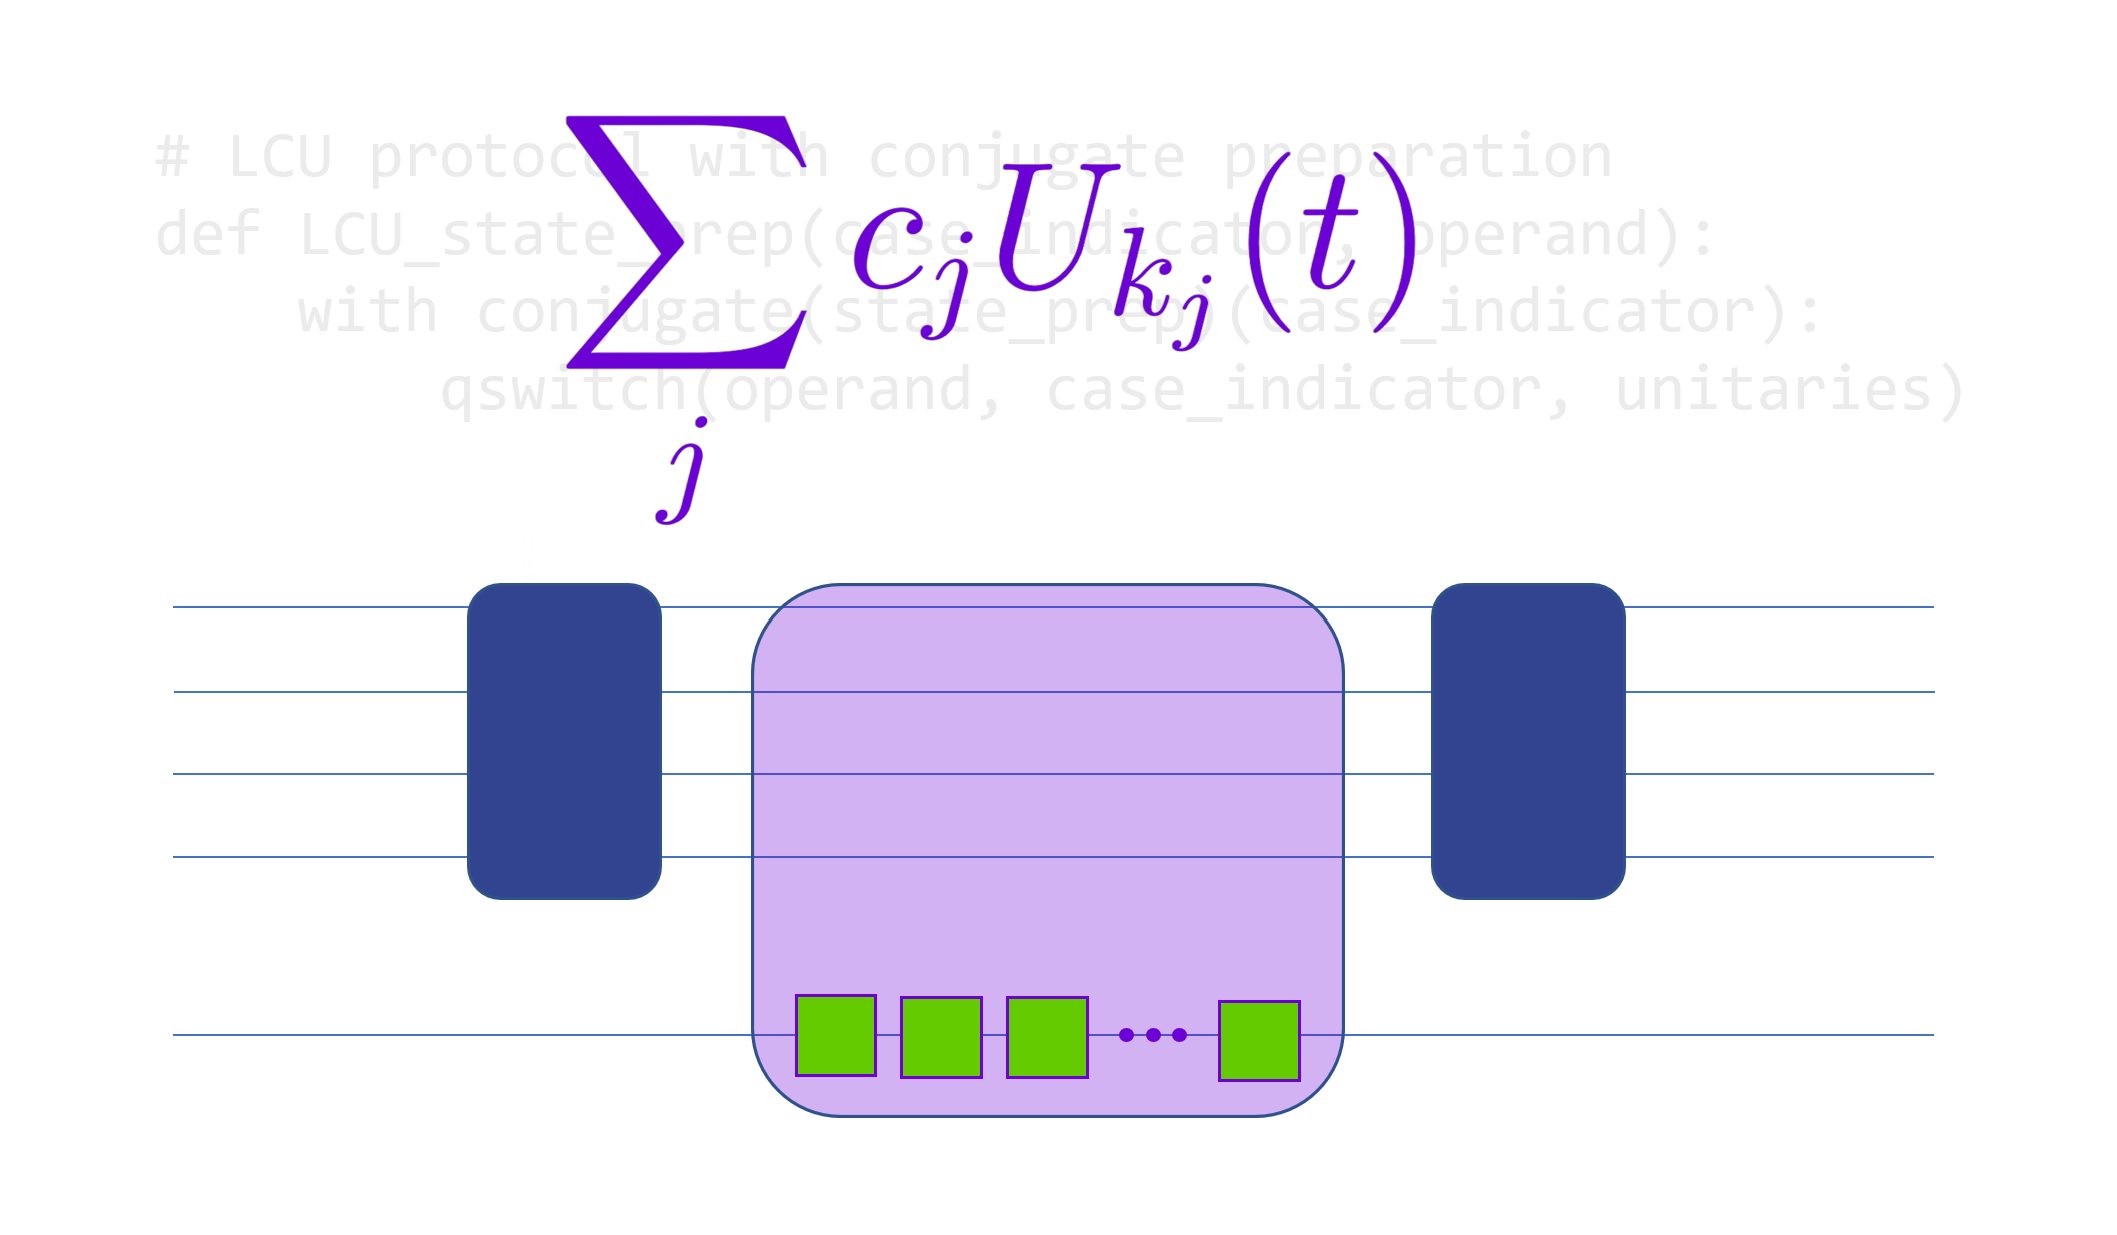 # LCU protocol with conjugate preparation
def LCU_state_prep(case_indicator, operand):
with conjugate(state_prep)(case_indicator):
qswitch(operand, case_indicator, unitaries)
∑_j c_j U_{k_j}(t)